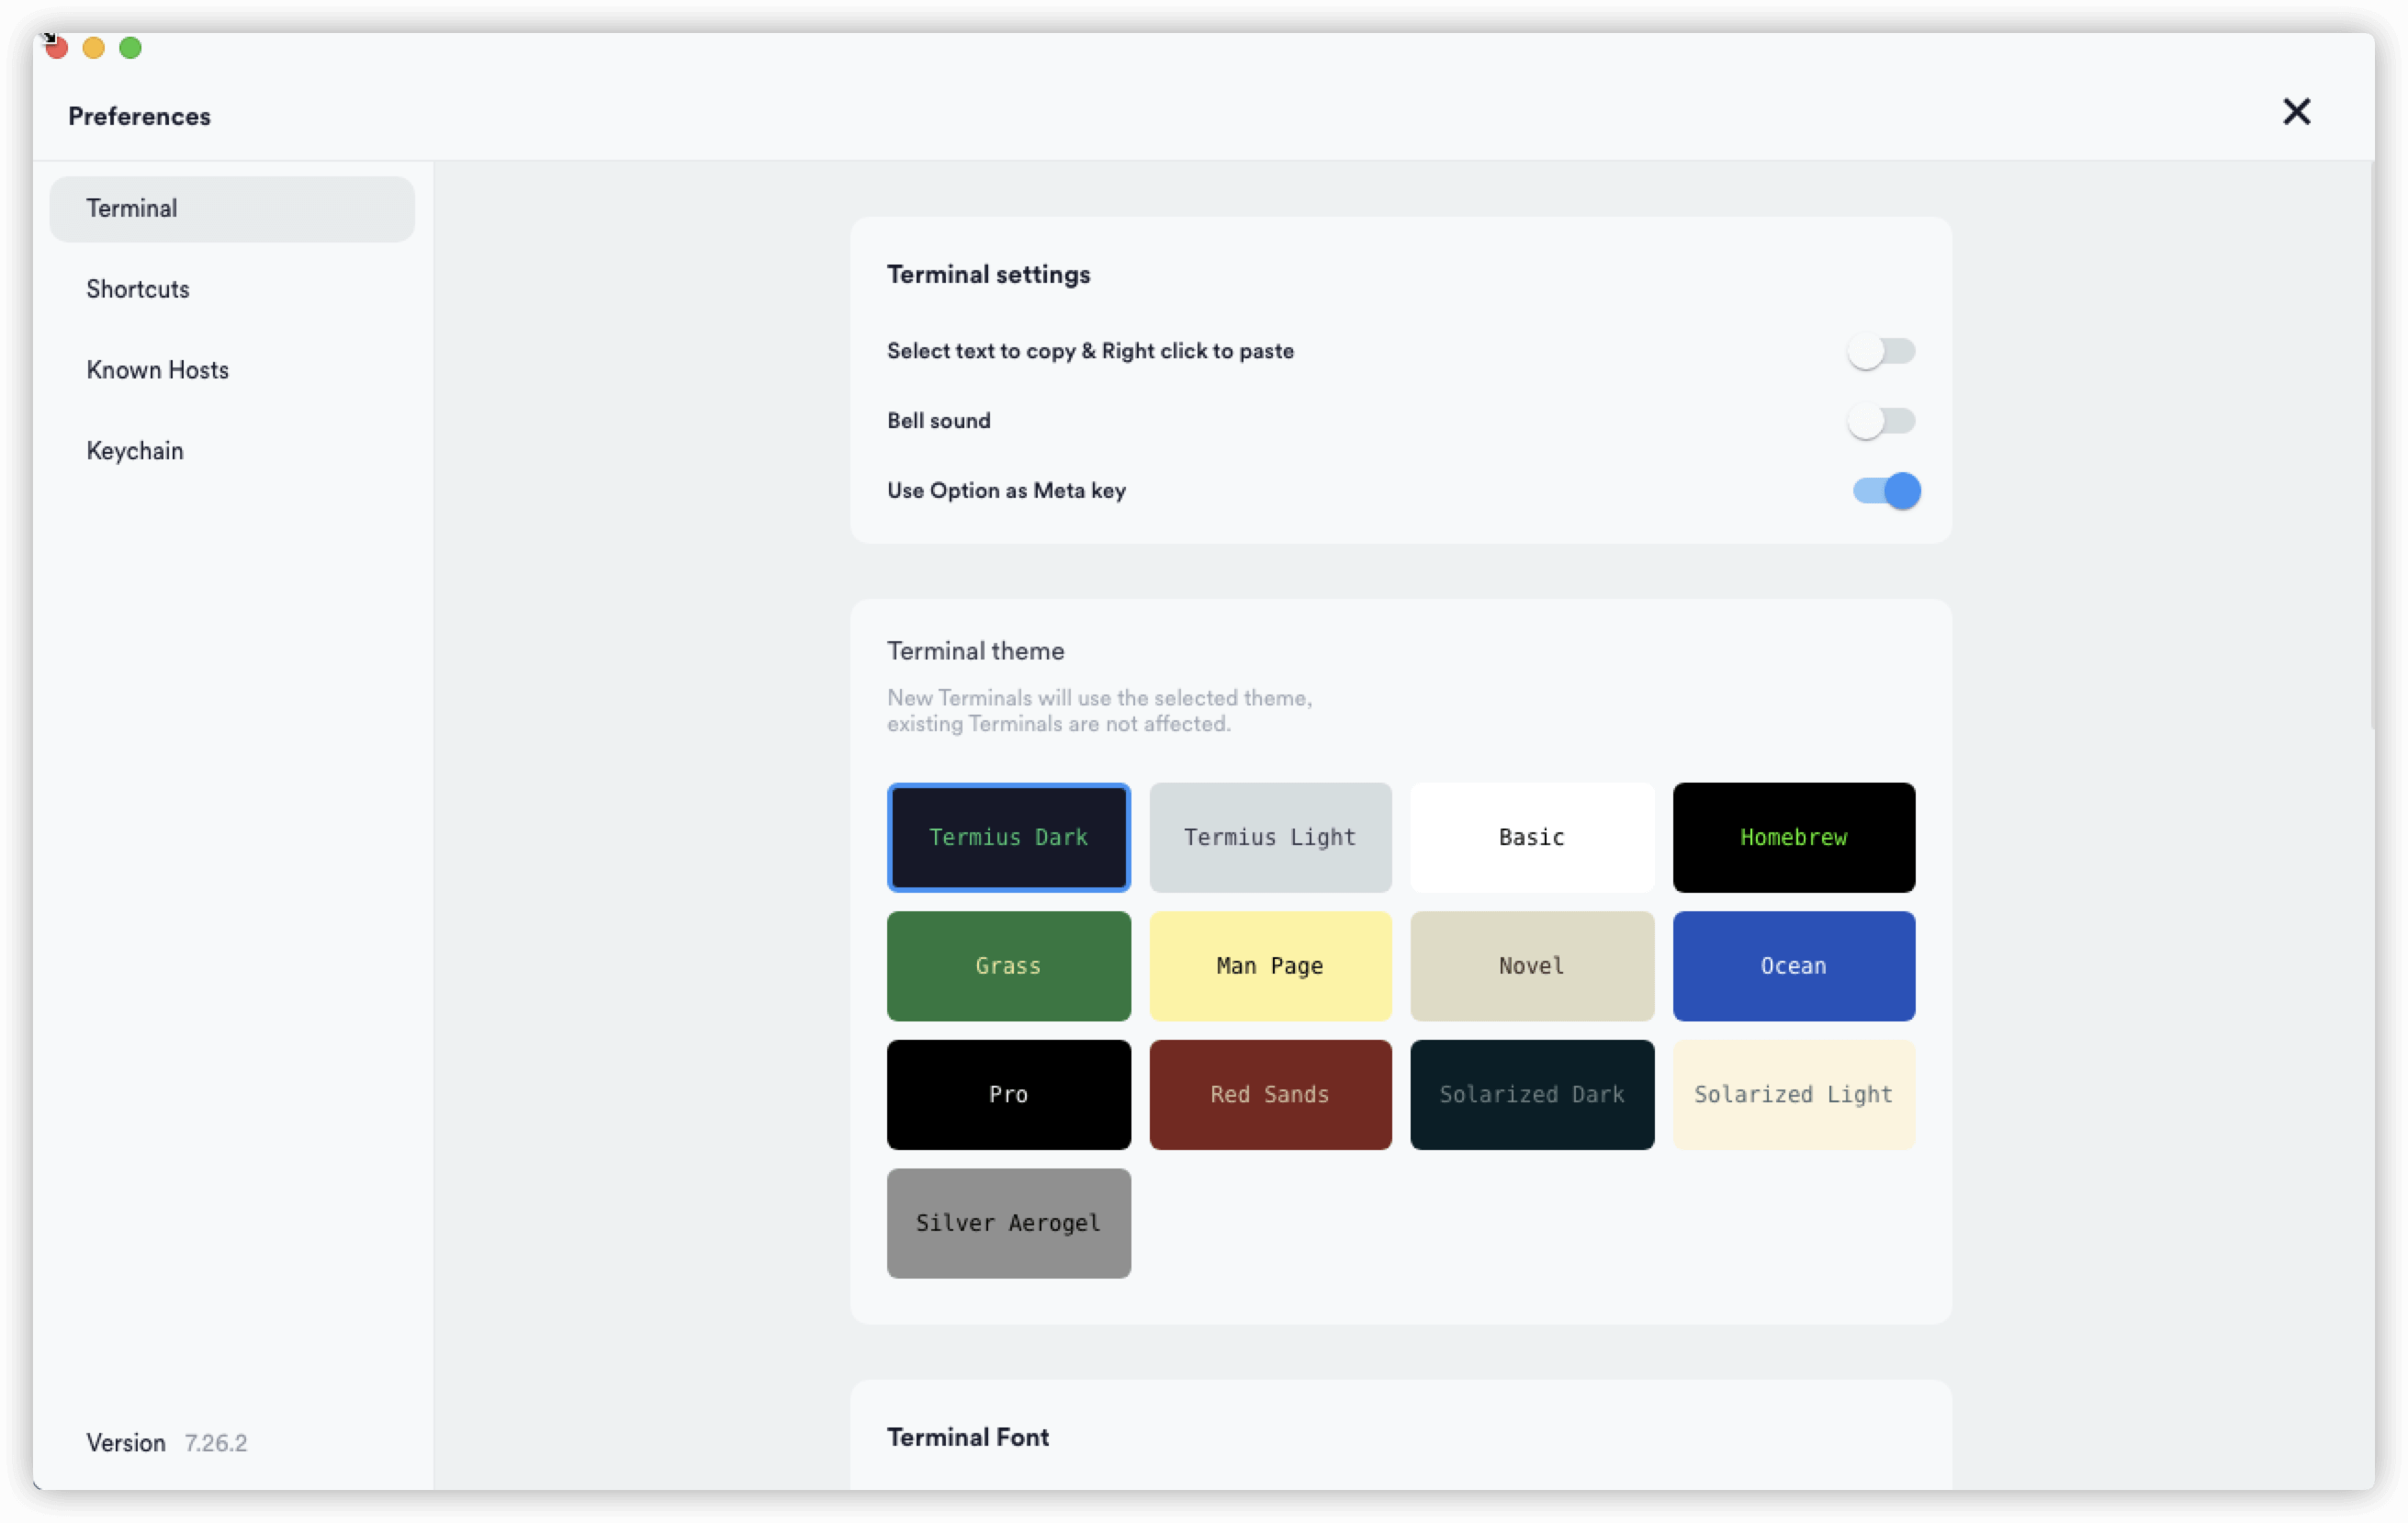 Preferences
Terminal
Shortcuts
Known Hosts
Keychain
Version 7.26.2
Terminal settings
Select text to copy & Right click to paste
Bell sound
Use Option as Meta key
Terminal theme
New Terminals will use the selected theme,
existing Terminals are not affected.
Termius Dark
Termius Light
Basic
Homebrew
Grass
Man Page
Novel
Ocean
Pro
Red Sands
Solarized Dark
Solarized Light
Silver Aerogel
Terminal Font